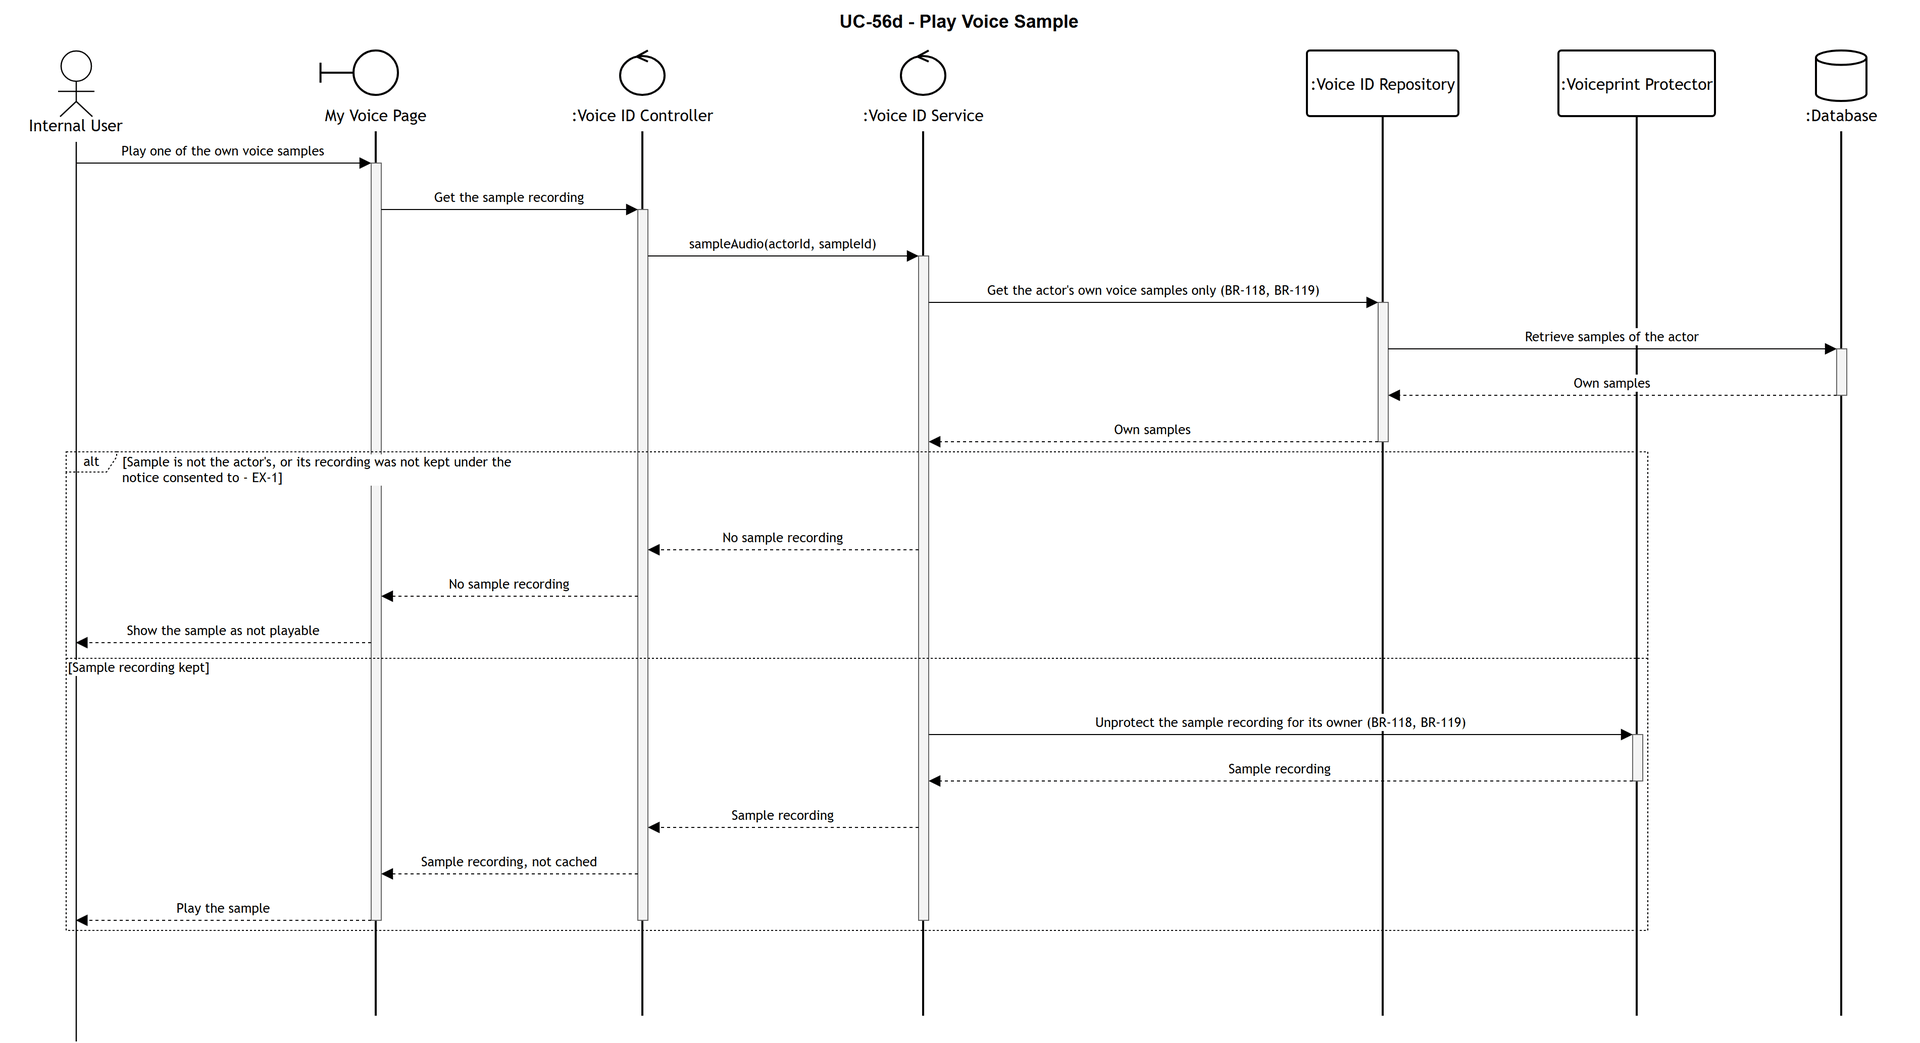 UC-56d - Play Voice Sample
Internal User
My Voice Page
:Voice ID Controller
:Voice ID Service
:Voice ID Repository
:Voiceprint Protector
:Database
Play one of the own voice samples
Get the sample recording
sampleAudio(actorId, sampleId)
Get the actor's own voice samples only (BR-118, BR-119)
Retrieve samples of the actor
Own samples
Own samples
alt
[Sample is not the actor's, or its recording was not kept under the
notice consented to - EX-1]
No sample recording
No sample recording
Show the sample as not playable
[Sample recording kept]
Unprotect the sample recording for its owner (BR-118, BR-119)
Sample recording
Sample recording
Sample recording, not cached
Play the sample